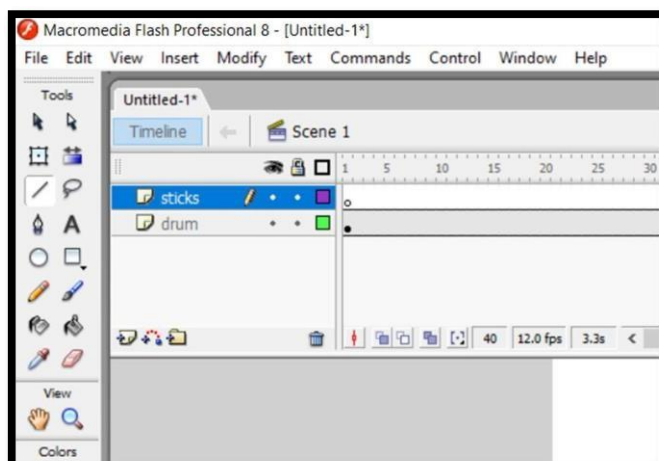 Macromedia Flash Professional 8 - [Untitled-1*]
File Edit View Insert Modify Text Commands Control Window Help
Tools
Untitled-1*
Timeline Scene 1
1 5 10 15 20 25 30
sticks
drum
40 12.0 fps 3.3s
A
View
Colors